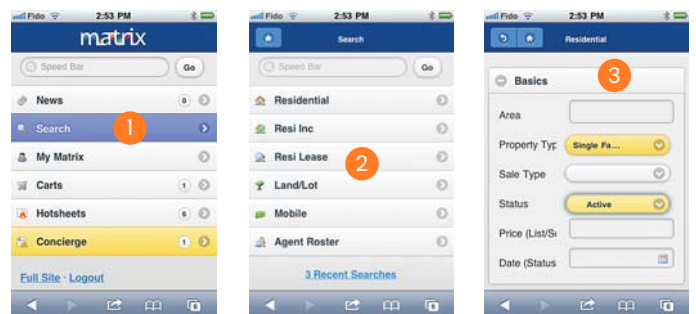 Fido 2:53 PM
matrix
Speed Bar Go
News 0
Search
1
My Matrix
Carts 1
Hotsheets 6
Concierge 1
Full Site · Logout
Fido 2:53 PM
Search
Speed Bar Go
Residential
Resi Inc
Resi Lease
2
Land/Lot
Mobile
Agent Roster
3 Recent Searches
Fido 2:53 PM
Residential
3
Basics
Area
Property Typ Single Fa...
Sale Type
Status Active
Price (List/Se
Date (Status